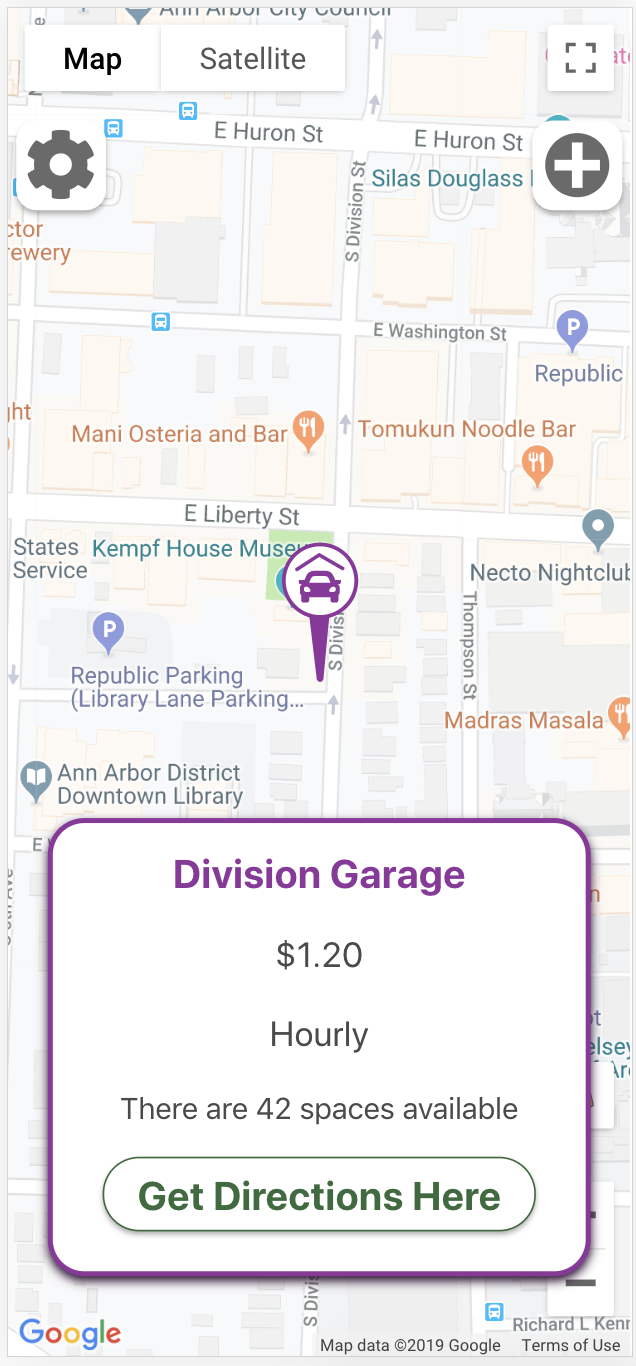 Ann Arbor City Council
Map
Satellite
E Huron St
E Huron St
Silas Douglass
S Division St
ctor
rewery
E Washington St
P
Republic
ght
Mani Osteria and Bar
Tomukun Noodle Bar
E Liberty St
States
Service
Kempf House Museu
Necto Nightclub
P
S Divisi
Thompson St
Republic Parking
(Library Lane Parking...
Madras Masala
Ann Arbor District
Downtown Library
E
Division Garage
$1.20
Hourly
There are 42 spaces available
Get Directions Here
n
ot
elsey
S Divis
Richard L Kenn
Google
Map data ©2019 Google
Terms of Use